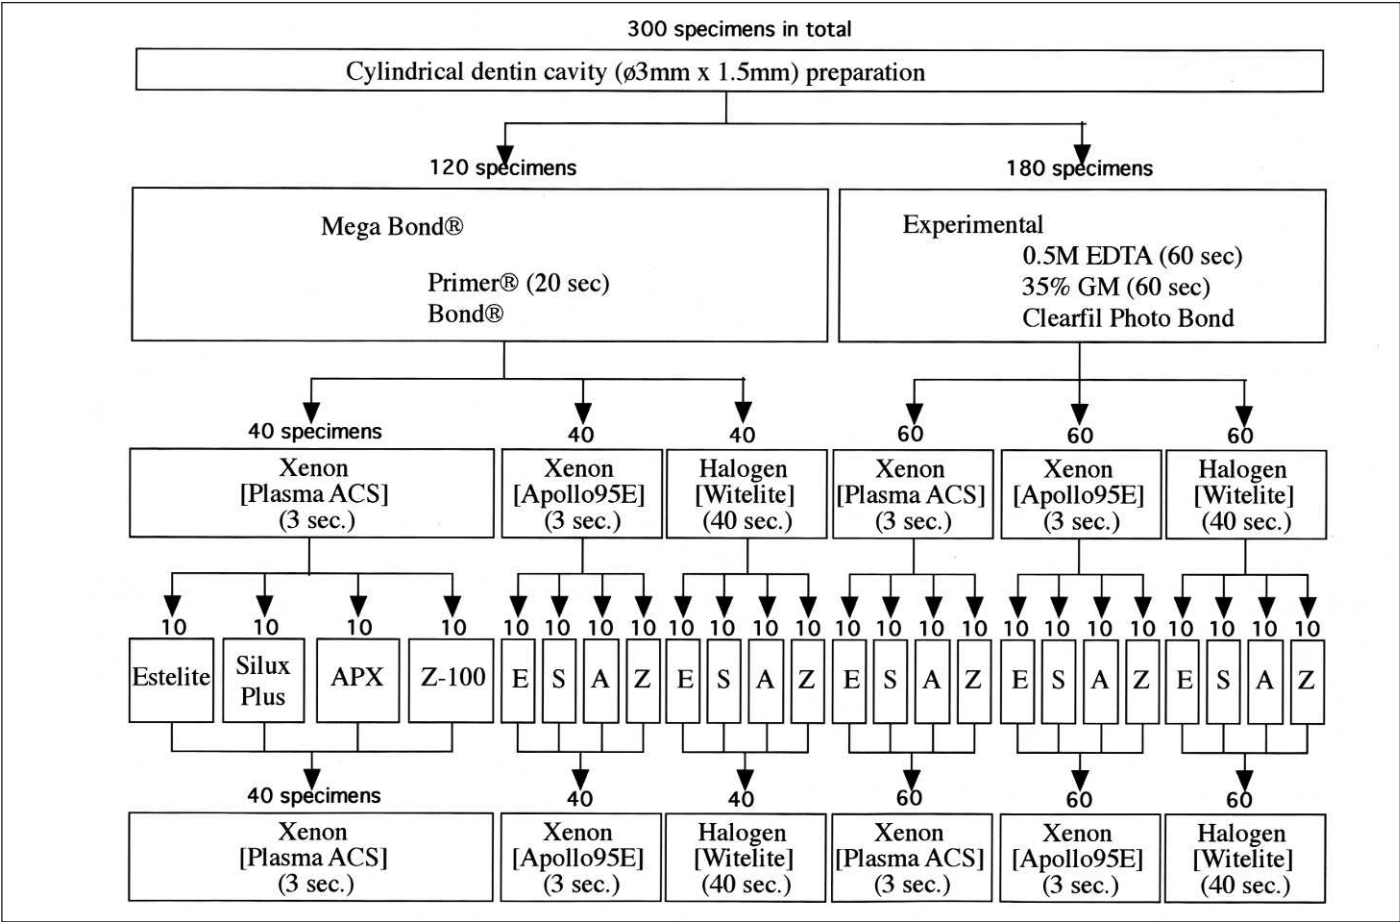 300 specimens in total
Cylindrical dentin cavity (ø3mm x 1.5mm) preparation
120 specimens
180 specimens
Mega Bond®
Primer® (20 sec)
Bond®
Experimental
0.5M EDTA (60 sec)
35% GM (60 sec)
Clearfil Photo Bond
40 specimens
40
40
60
60
60
Xenon
[Plasma ACS]
(3 sec.)
Xenon
[Apollo95E]
(3 sec.)
Halogen
[Witelite]
(40 sec.)
Xenon
[Plasma ACS]
(3 sec.)
Xenon
[Apollo95E]
(3 sec.)
Halogen
[Witelite]
(40 sec.)
10 10 10 10 10 10 10 10 10 10 10 10 10 10 10 10 10 10 10 10 10 10 10 10
Estelite
Silux
Plus
APX
Z-100
E S A Z
E S A Z
E S A Z
E S A Z
E S A Z
40 specimens
40
40
60
60
60
Xenon
[Plasma ACS]
(3 sec.)
Xenon
[Apollo95E]
(3 sec.)
Halogen
[Witelite]
(40 sec.)
Xenon
[Plasma ACS]
(3 sec.)
Xenon
[Apollo95E]
(3 sec.)
Halogen
[Witelite]
(40 sec.)